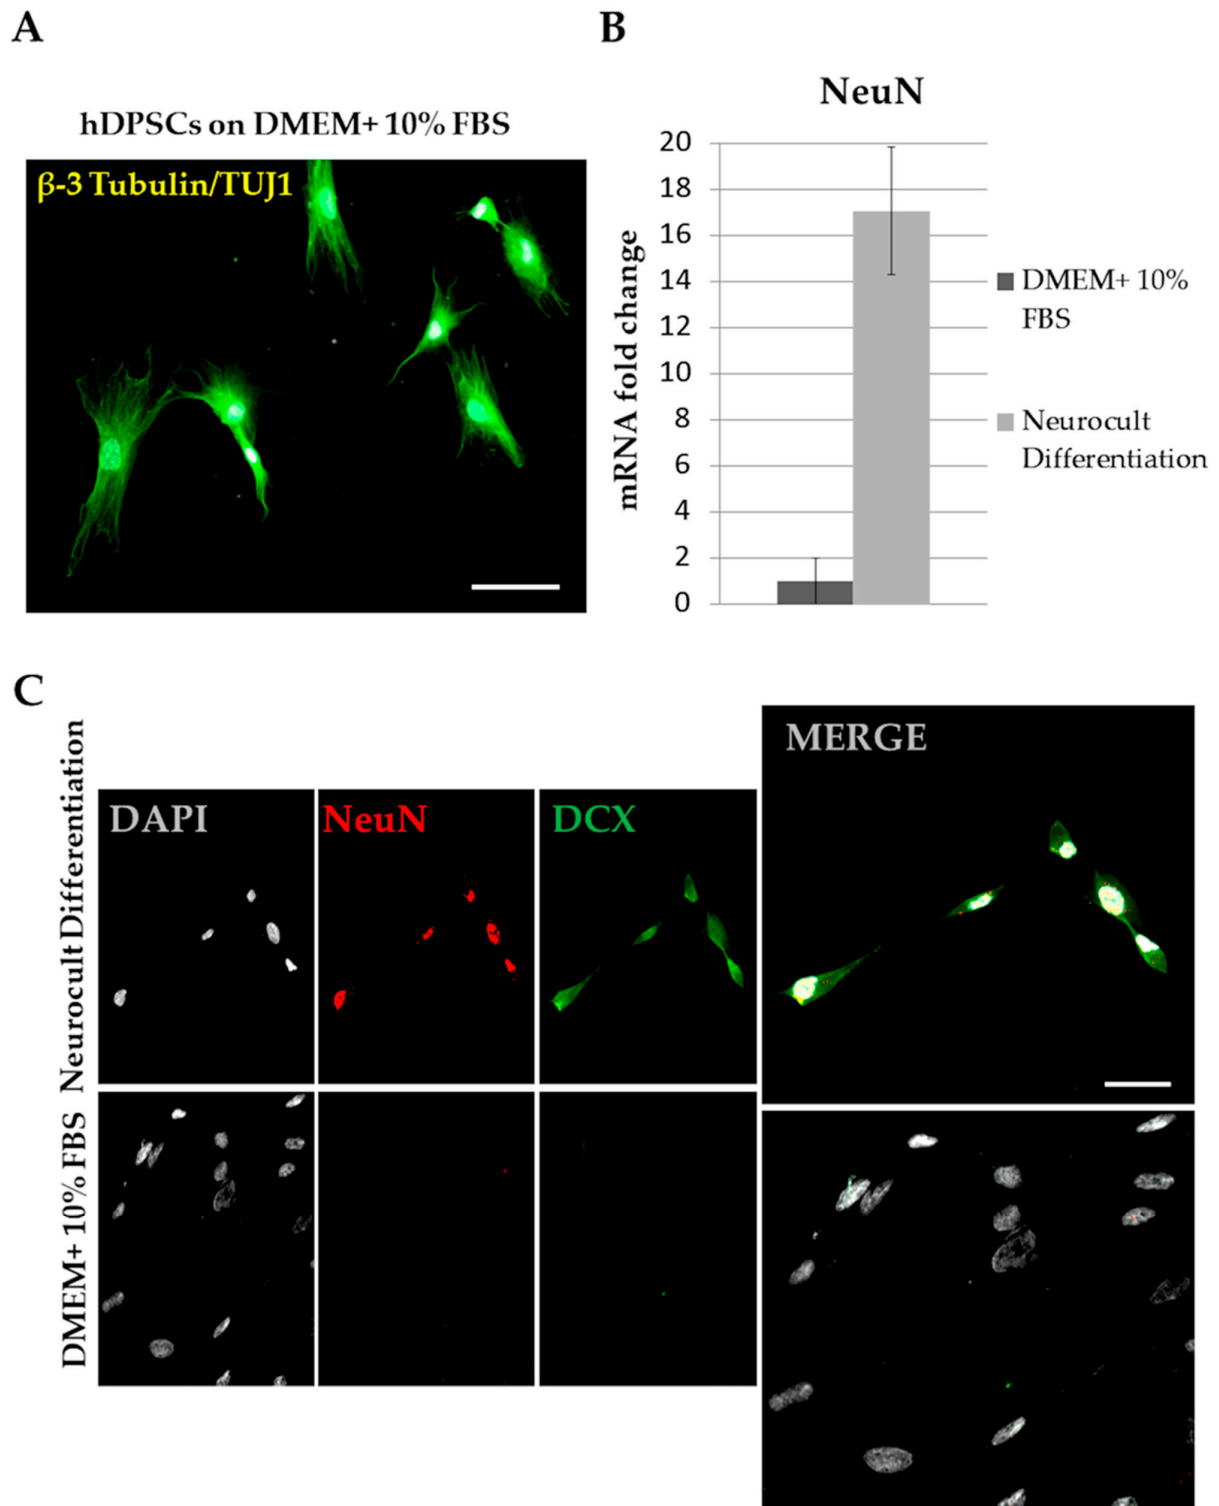 A
hDPSCs on DMEM+ 10% FBS
β-3 Tubulin/TUJ1
B
NeuN
mRNA fold change
20
18
16
14
12
10
8
6
4
2
0
DMEM+ 10%
FBS
Neurocult
Differentiation
C
Neurocult Differentiation
DAPI
NeuN
DCX
MERGE
DMEM+ 10% FBS